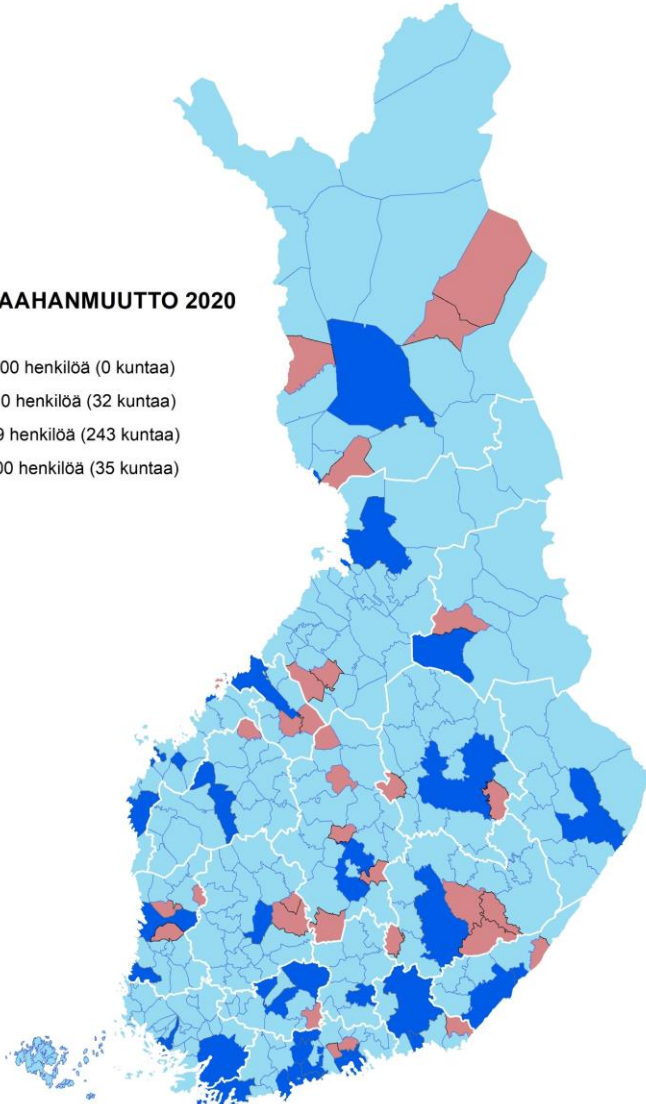 AAHANMUUTTO 2020
00 henkilöä (0 kuntaa)
0 henkilöä (32 kuntaa)
9 henkilöä (243 kuntaa)
00 henkilöä (35 kuntaa)